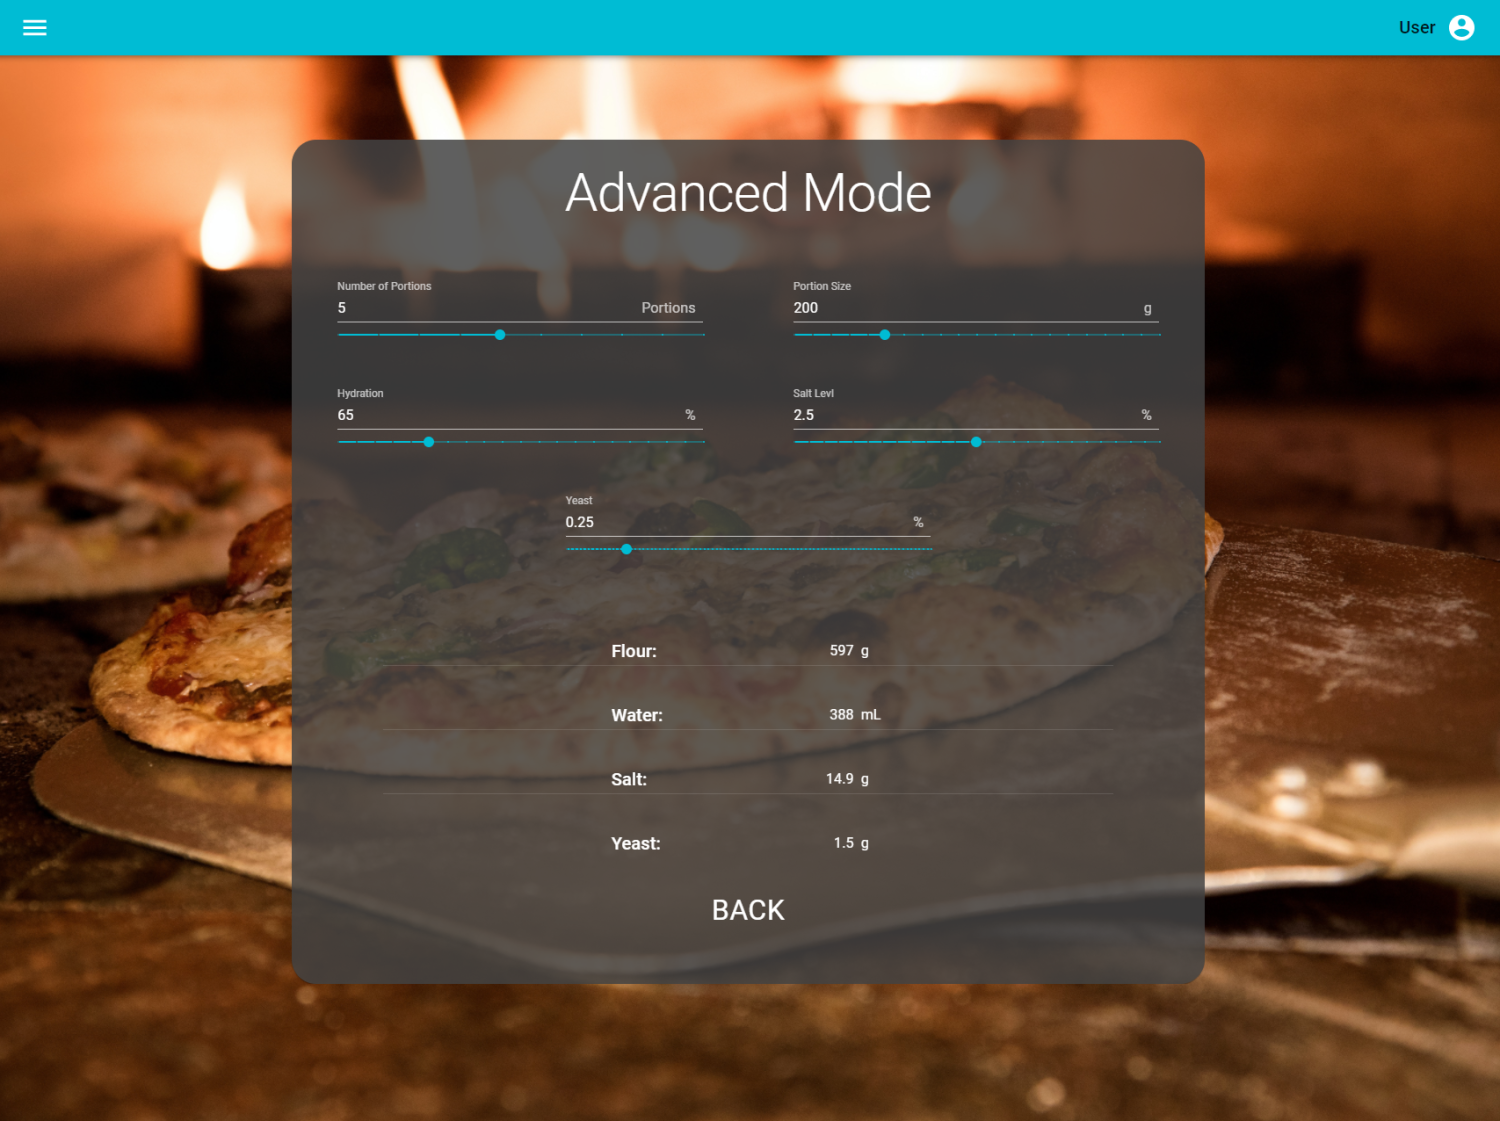 User
Advanced Mode
Number of Portions
5 Portions
Portion Size
200 g
Hydration
65 %
Salt Levl
2.5 %
Yeast
0.25 %
Flour: 597 g
Water: 388 mL
Salt: 14.9 g
Yeast: 1.5 g
BACK